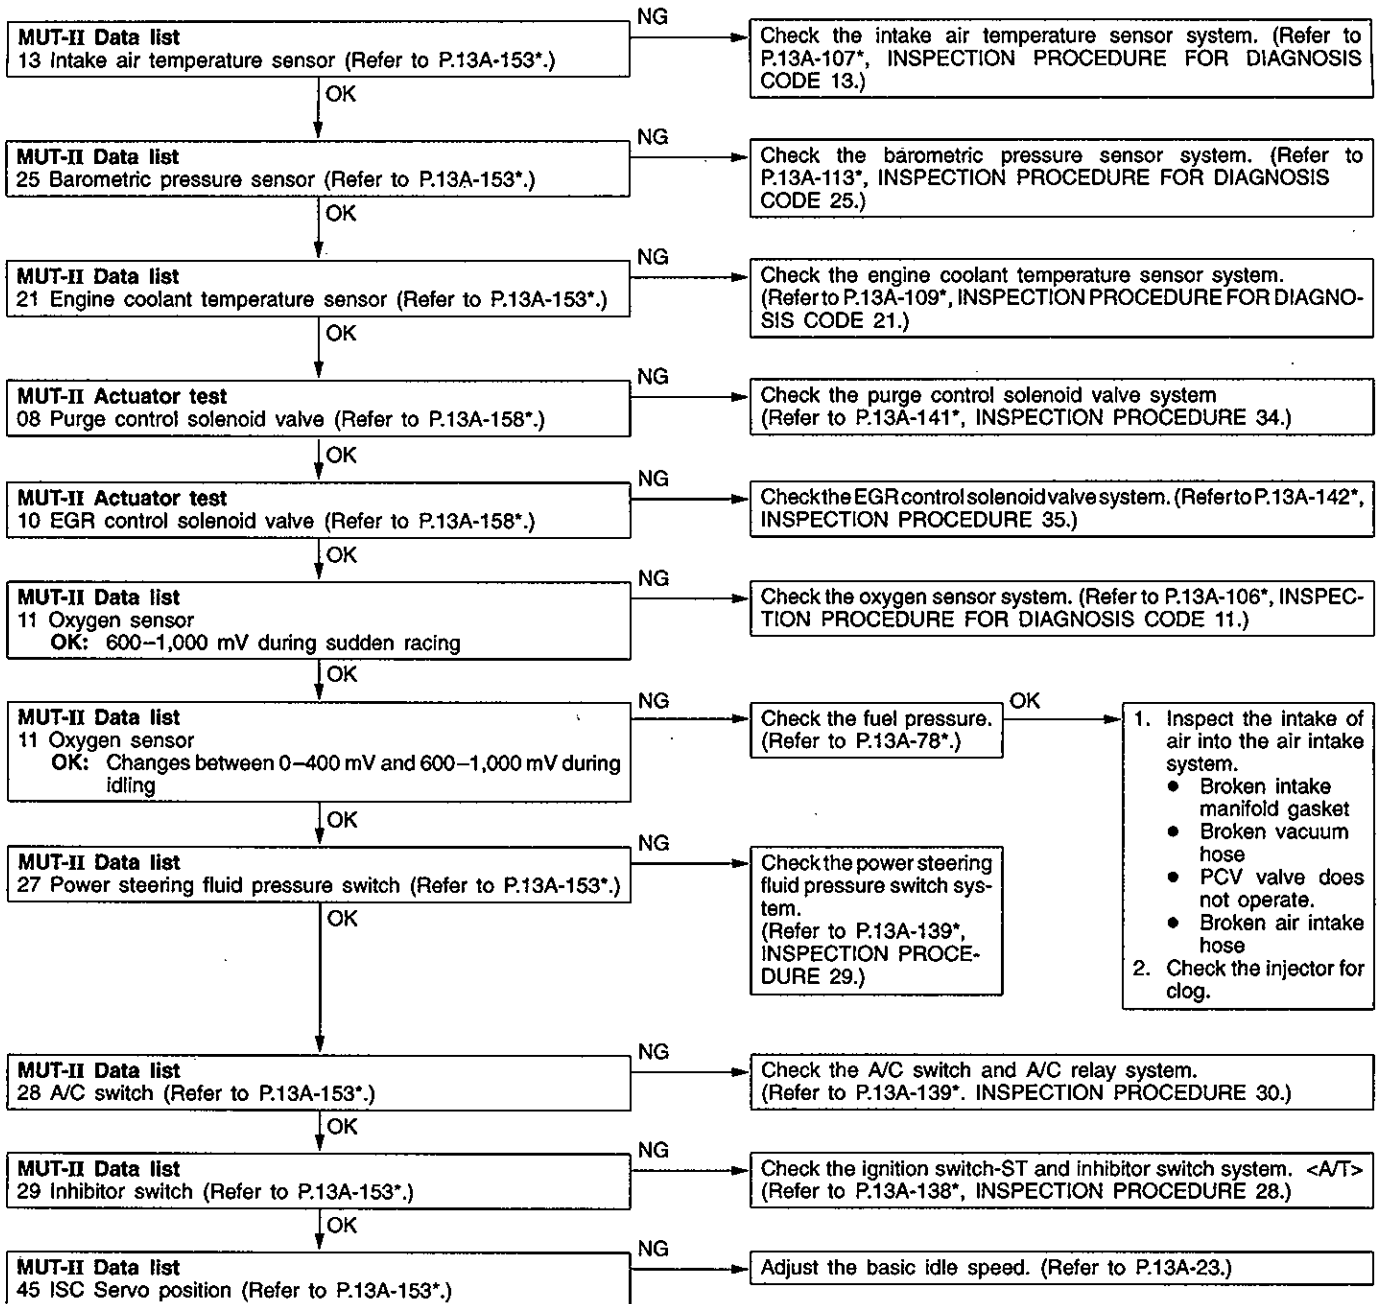 NG
MUT-II Data list
13 Intake air temperature sensor (Refer to P.13A-153*.)
Check the intake air temperature sensor system. (Refer to
P.13A-107*, INSPECTION PROCEDURE FOR DIAGNOSIS
CODE 13.)
OK
NG
MUT-II Data list
25 Barometric pressure sensor (Refer to P.13A-153*.)
Check the barometric pressure sensor system. (Refer to
P.13A-113*, INSPECTION PROCEDURE FOR DIAGNOSIS
CODE 25.)
OK
NG
MUT-II Data list
21 Engine coolant temperature sensor (Refer to P.13A-153*.)
Check the engine coolant temperature sensor system.
(Refer to P.13A-109*, INSPECTION PROCEDURE FOR DIAGNO-
SIS CODE 21.)
OK
NG
MUT-II Actuator test
08 Purge control solenoid valve (Refer to P.13A-158*.)
Check the purge control solenoid valve system
(Refer to P.13A-141*, INSPECTION PROCEDURE 34.)
OK
NG
MUT-II Actuator test
10 EGR control solenoid valve (Refer to P.13A-158*.)
Check the EGR control solenoid valve system. (Refer to P.13A-142*,
INSPECTION PROCEDURE 35.)
OK
NG
MUT-II Data list
11 Oxygen sensor
OK: 600–1,000 mV during sudden racing
Check the oxygen sensor system. (Refer to P.13A-106*, INSPEC-
TION PROCEDURE FOR DIAGNOSIS CODE 11.)
OK
NG
MUT-II Data list
11 Oxygen sensor
OK: Changes between 0–400 mV and 600–1,000 mV during
idling
Check the fuel pressure.
(Refer to P.13A-78*.)
OK
1. Inspect the intake of
air into the air intake
system.
● Broken intake
manifold gasket
● Broken vacuum
hose
● PCV valve does
not operate.
● Broken air intake
hose
2. Check the injector for
clog.
OK
NG
MUT-II Data list
27 Power steering fluid pressure switch (Refer to P.13A-153*.)
Check the power steering
fluid pressure switch sys-
tem.
(Refer to P.13A-139*,
INSPECTION PROCE-
DURE 29.)
OK
NG
MUT-II Data list
28 A/C switch (Refer to P.13A-153*.)
Check the A/C switch and A/C relay system.
(Refer to P.13A-139*. INSPECTION PROCEDURE 30.)
OK
NG
MUT-II Data list
29 Inhibitor switch (Refer to P.13A-153*.)
Check the ignition switch-ST and inhibitor switch system. <A/T>
(Refer to P.13A-138*, INSPECTION PROCEDURE 28.)
OK
NG
MUT-II Data list
45 ISC Servo position (Refer to P.13A-153*.)
Adjust the basic idle speed. (Refer to P.13A-23.)